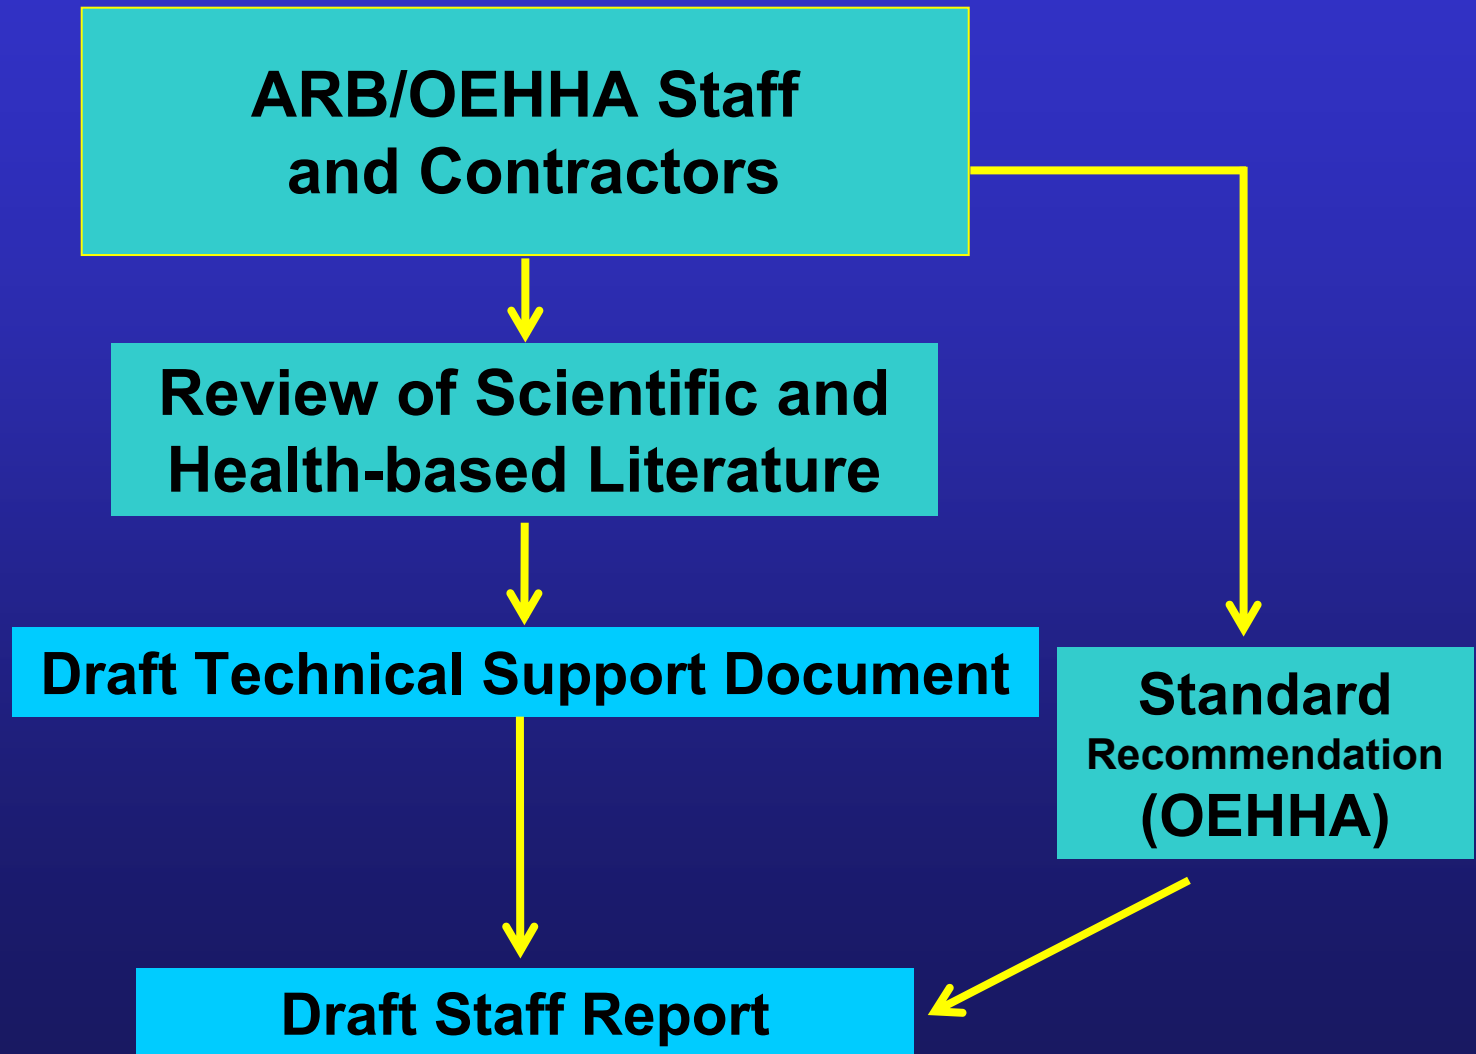 ARB/OEHHA Staff
and Contractors
Review of Scientific and
Health-based Literature
Draft Technical Support Document
Standard
Recommendation
(OEHHA)
Draft Staff Report